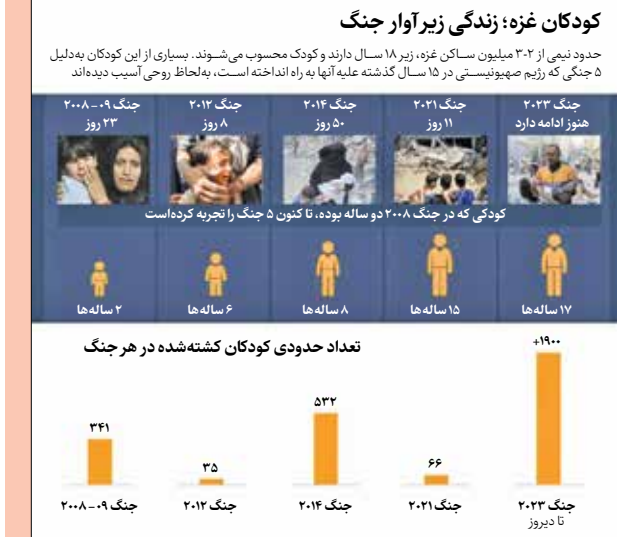 کودکان غزه؛ زندگی زیر آوار جنگ
حدود نیمی از ۲-۳ میلیون ساکن غزه، زیر ۱۸ سال دارند و کودک محسوب می‌شوند. بسیاری از این کودکان به‌دلیل
۵ جنگی که رژیم صهیونیستی در ۱۵ سال گذشته علیه آنها به راه انداخته است، به‌لحاظ روحی آسیب دیده‌اند
جنگ ۲۰۲۳
هنوز ادامه دارد
جنگ ۲۰۲۱
۱۱ روز
جنگ ۲۰۱۴
۵۰ روز
جنگ ۲۰۱۲
۸ روز
جنگ ۰۹-۲۰۰۸
۲۳ روز
کودکی که در جنگ ۲۰۰۸ دو ساله بوده، تا کنون ۵ جنگ را تجربه کرده‌است
۱۷ ساله‌ها
۱۵ ساله‌ها
۸ ساله‌ها
۶ ساله‌ها
۲ ساله‌ها
تعداد حدودی کودکان کشته‌شده در هر جنگ
+۱۹۰۰
۶۶
۵۳۲
۳۵
۳۴۱
جنگ ۲۰۲۳
تا دیروز
جنگ ۲۰۲۱
جنگ ۲۰۱۴
جنگ ۲۰۱۲
جنگ ۰۹-۲۰۰۸